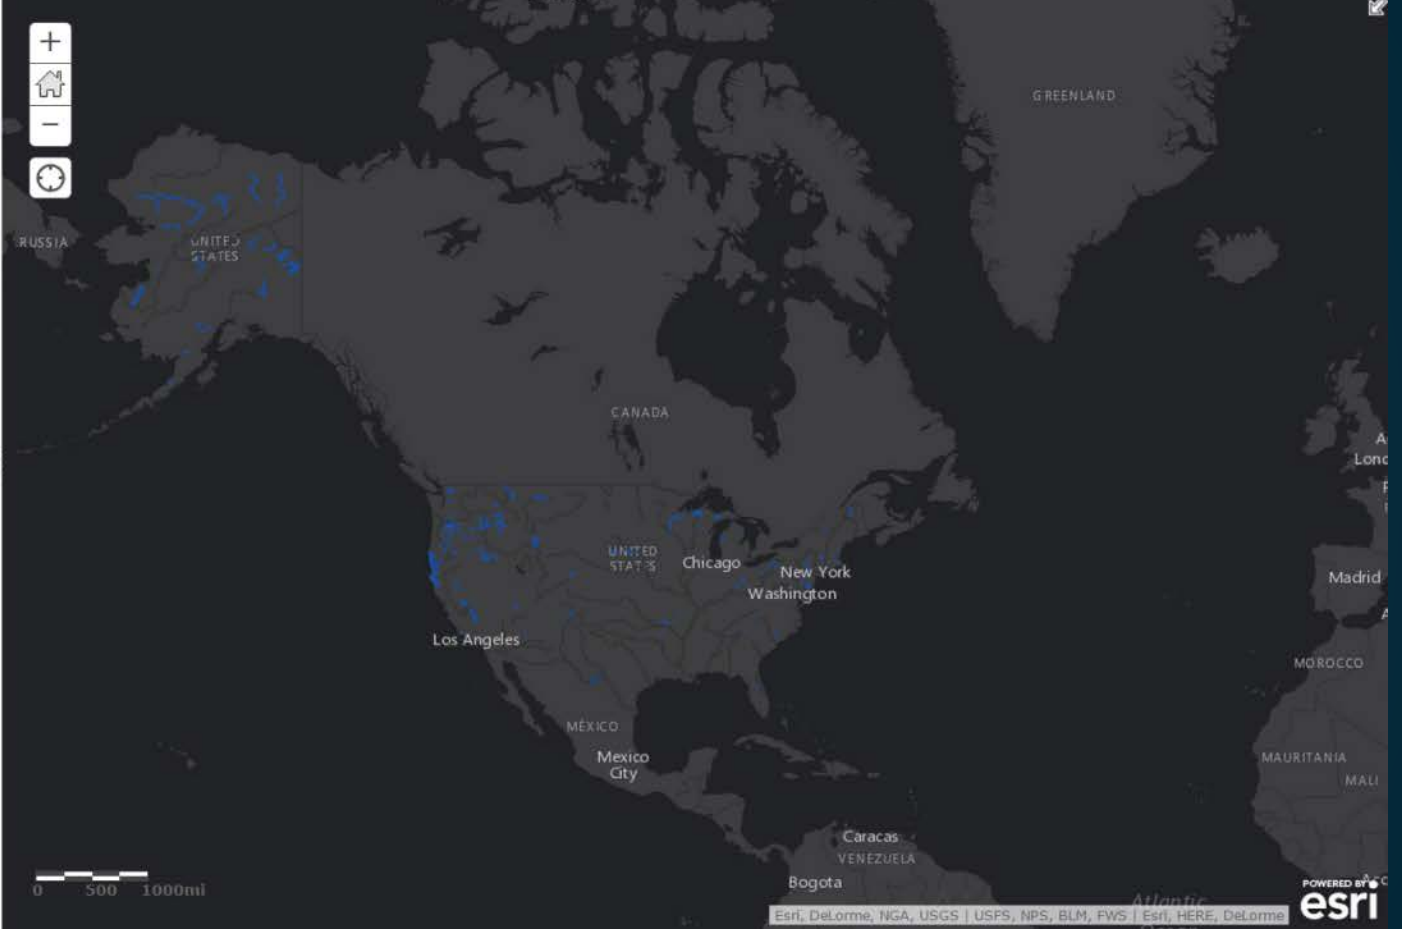 +
−
GREENLAND
RUSSIA
UNITED
STATES
CANADA
Lond
UNITED
STATES
Chicago
New York
Washington
Madrid
Los Angeles
MOROCCO
MÉXICO
Mexico
City
MAURITANIA
MALI
Caracas
VENEZUELA
Bogota
0 500 1000mi
POWERED BY
esri
Atlantic
Esri, DeLorme, NGA, USGS | USFS, NPS, BLM, FWS | Esri, HERE, DeLorme